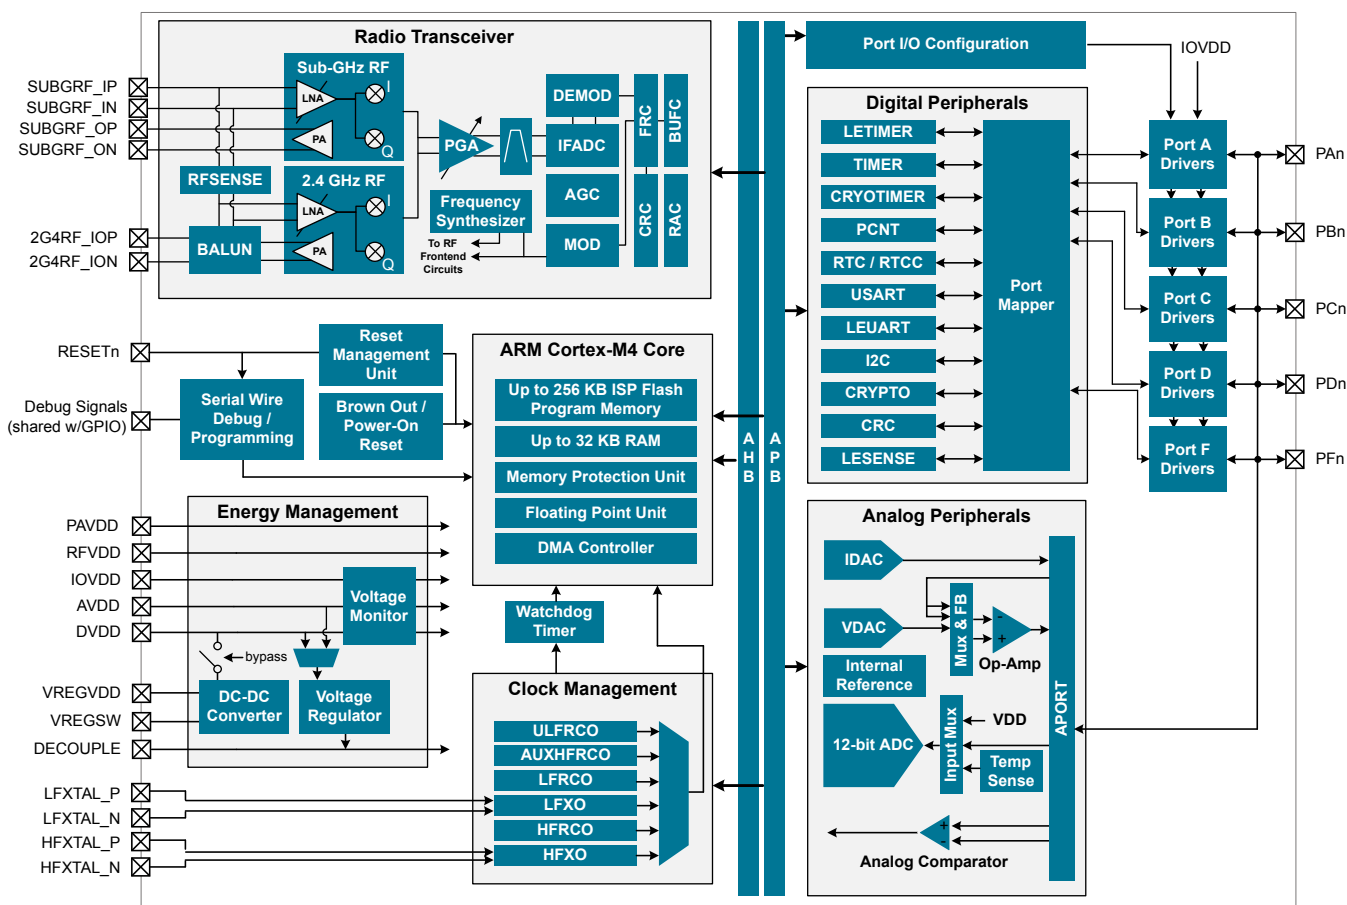 Radio Transceiver
SUBGRF_IP
SUBGRF_IN
SUBGRF_OP
SUBGRF_ON
2G4RF_IOP
2G4RF_ION
Sub-GHz RF
LNA
I
PA
Q
RFSENSE
2.4 GHz RF
LNA
I
PA
Q
BALUN
PGA
Frequency
Synthesizer
To RF
Frontend
Circuits
DEMOD
IFADC
AGC
MOD
FRC
BUFC
CRC
RAC
RESETn
Debug Signals
(shared w/GPIO)
Reset
Management
Unit
Serial Wire
Debug /
Programming
Brown Out /
Power-On
Reset
ARM Cortex-M4 Core
Up to 256 KB ISP Flash
Program Memory
Up to 32 KB RAM
Memory Protection Unit
Floating Point Unit
DMA Controller
Watchdog
Timer
Energy Management
PAVDD
RFVDD
IOVDD
AVDD
DVDD
VREGVDD
VREGSW
DECOUPLE
Voltage
Monitor
bypass
DC-DC
Converter
Voltage
Regulator
LFXTAL_P
LFXTAL_N
HFXTAL_P
HFXTAL_N
Clock Management
ULFRCO
AUXHFRCO
LFRCO
LFXO
HFRCO
HFXO
AHB
APB
Port I/O Configuration
IOVDD
Digital Peripherals
LETIMER
TIMER
CRYOTIMER
PCNT
RTC / RTCC
USART
LEUART
I2C
CRYPTO
CRC
LESENSE
Port
Mapper
Port A
Drivers
Port B
Drivers
Port C
Drivers
Port D
Drivers
Port F
Drivers
PAn
PBn
PCn
PDn
PFn
Analog Peripherals
IDAC
VDAC
Mux & FB
-
+
Op-Amp
Internal
Reference
12-bit ADC
Input Mux
VDD
Temp
Sense
APORT
+
-
Analog Comparator